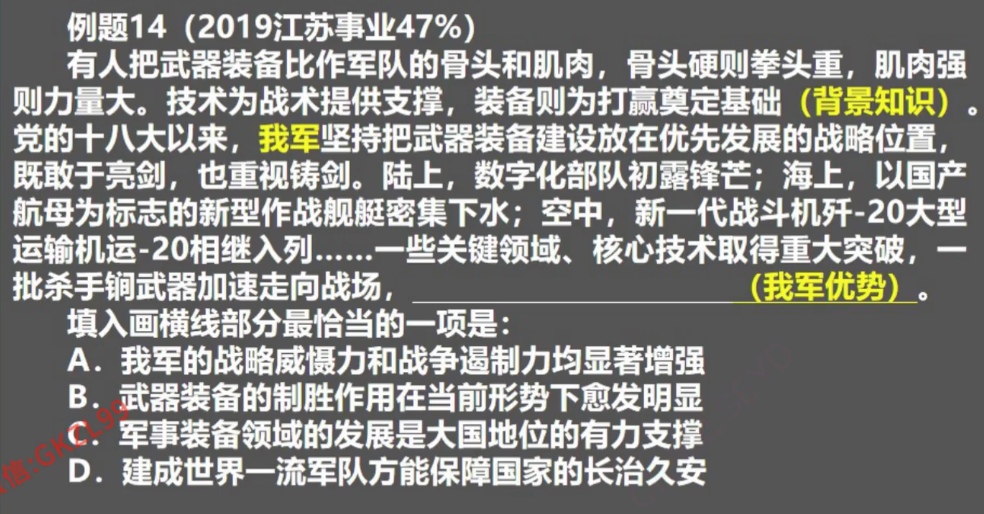 例题14（2019江苏事业47%）
有人把武器装备比作军队的骨头和肌肉，骨头硬则拳头重，肌肉强
则力量大。技术为战术提供支撑，装备则为打赢奠定基础（背景知识）。
党的十八大以来，我军坚持把武器装备建设放在优先发展的战略位置，
既敢于亮剑，也重视铸剑。陆上，数字化部队初露锋芒；海上，以国产
航母为标志的新型作战舰艇密集下水；空中，新一代战斗机歼-20大型
运输机运-20相继入列……一些关键领域、核心技术取得重大突破，一
批杀手锏武器加速走向战场，____________________（我军优势）。
填入画横线部分最恰当的一项是：
A．我军的战略威慑力和战争遏制力均显著增强
B．武器装备的制胜作用在当前形势下愈发明显
C．军事装备领域的发展是大国地位的有力支撑
D．建成世界一流军队方能保障国家的长治久安
信:GKZL99